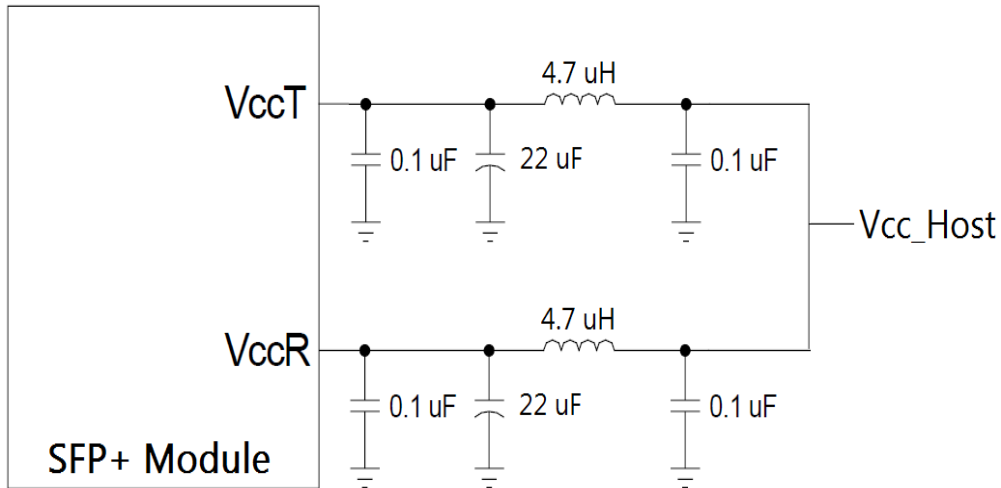 4.7 uH
VccT
0.1 uF
22 uF
0.1 uF
Vcc_Host
4.7 uH
VccR
0.1 uF
22 uF
0.1 uF
SFP+ Module